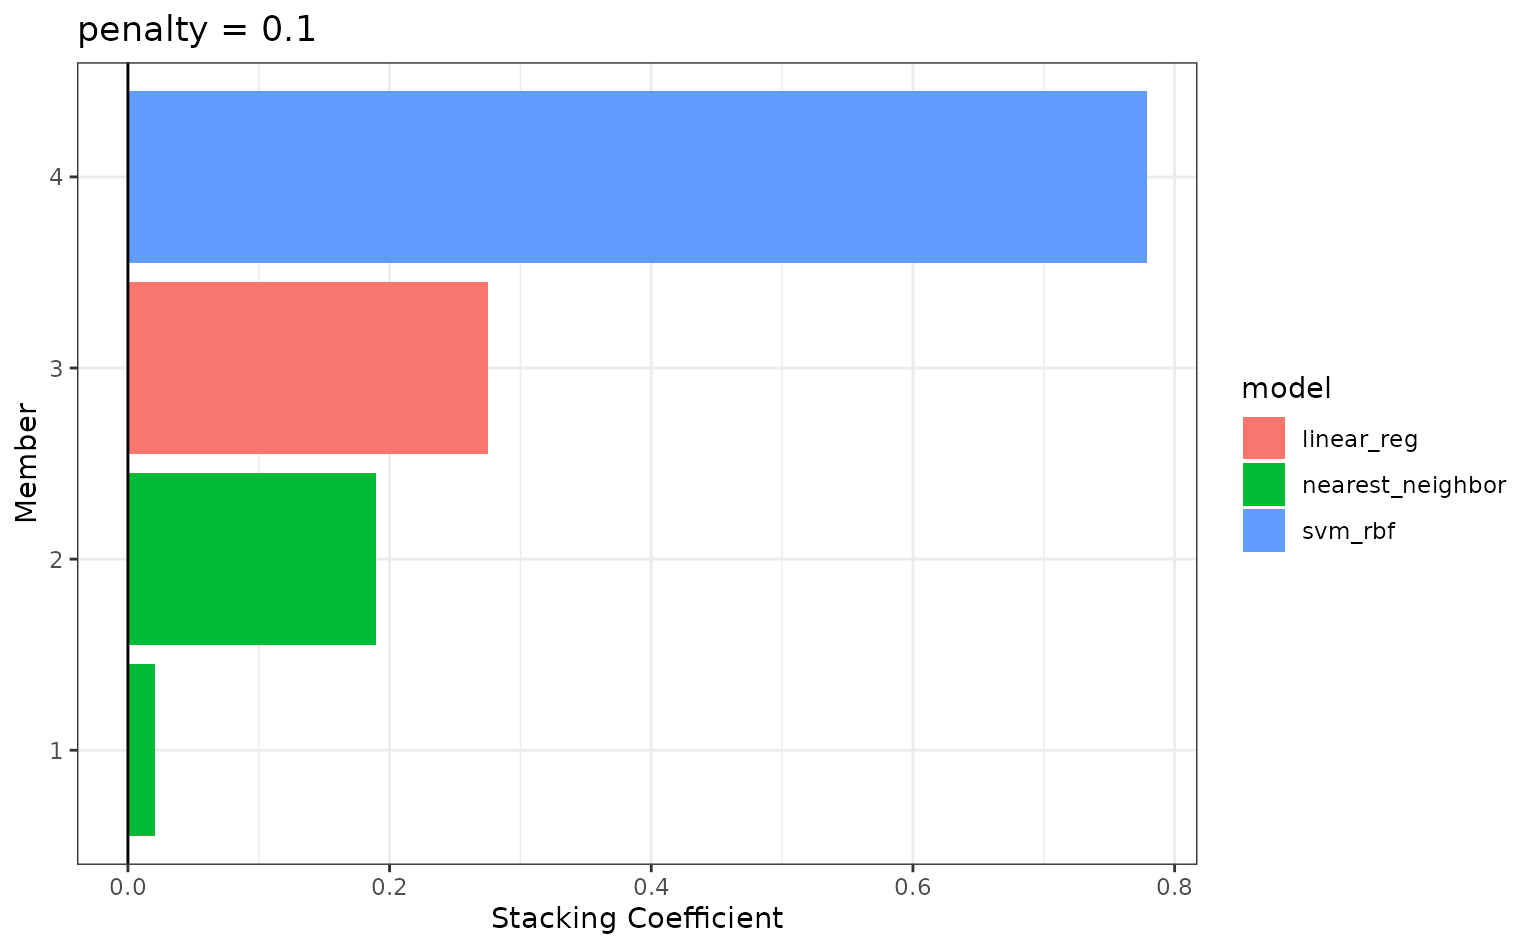 penalty = 0.1
Member
4
3
2
1
0.0 0.2 0.4 0.6 0.8
Stacking Coefficient
model
linear_reg
nearest_neighbor
svm_rbf